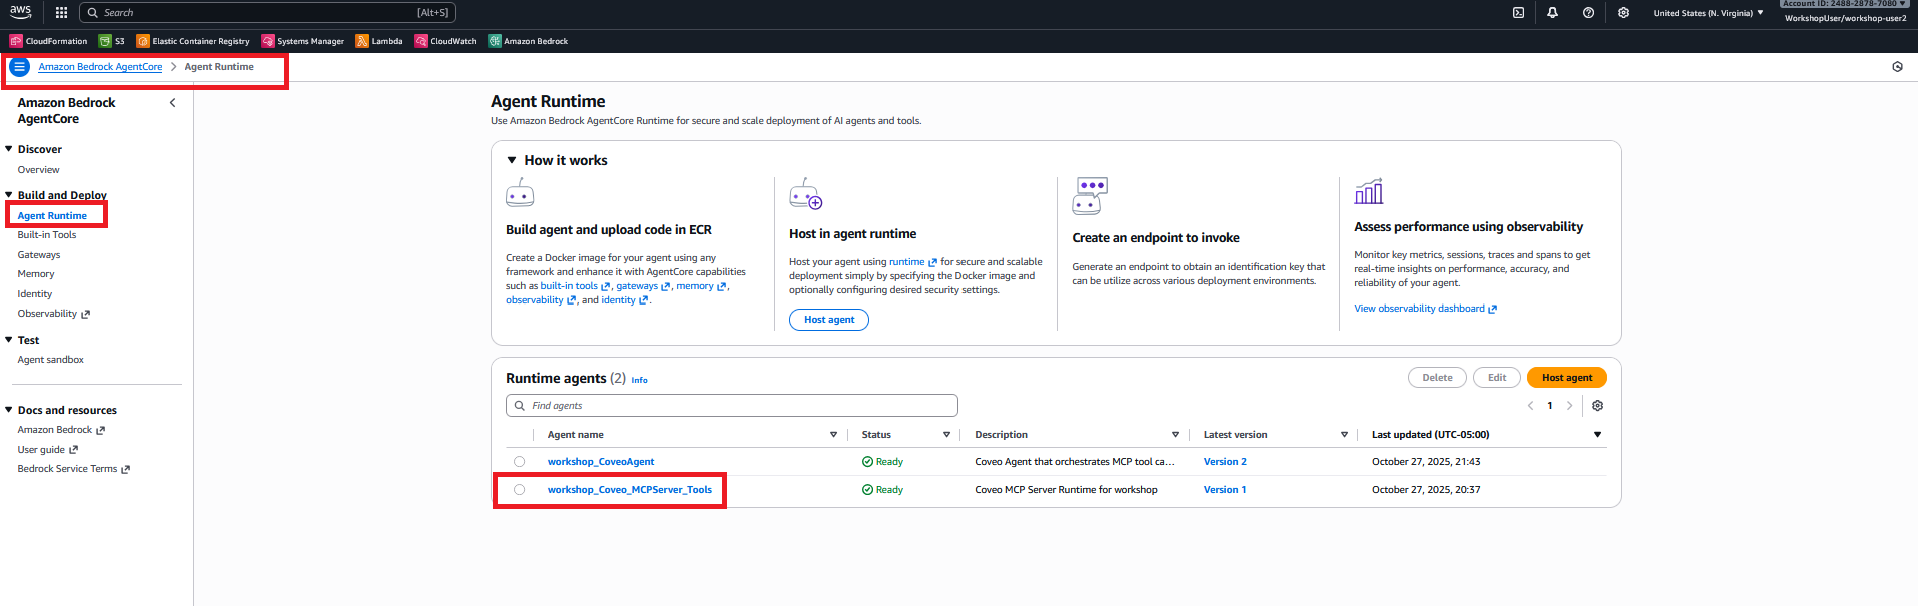 aws
Search [Alt+S]
United States (N. Virginia) ▼
Account ID: 2488-2878-7080 ▼
WorkshopUser/workshop-user2
CloudFormation S3 Elastic Container Registry Systems Manager Lambda CloudWatch Amazon Bedrock
Amazon Bedrock AgentCore > Agent Runtime
Amazon Bedrock
AgentCore
Discover
Overview
Build and Deploy
Agent Runtime
Built-in Tools
Gateways
Memory
Identity
Observability
Test
Agent sandbox
Docs and resources
Amazon Bedrock
User guide
Bedrock Service Terms
Agent Runtime
Use Amazon Bedrock AgentCore Runtime for secure and scale deployment of AI agents and tools.
How it works
Build agent and upload code in ECR
Create a Docker image for your agent using any
framework and enhance it with AgentCore capabilities
such as built-in tools, gateways, memory,
observability, and identity.
Host in agent runtime
Host your agent using runtime for secure and scalable
deployment simply by specifying the Docker image and
optionally configuring desired security settings.
Host agent
Create an endpoint to invoke
Generate an endpoint to obtain an identification key that
can be utilize across various deployment environments.
Assess performance using observability
Monitor key metrics, sessions, traces and spans to get
real-time insights on performance, accuracy, and
reliability of your agent.
View observability dashboard
Runtime agents (2) Info
Delete Edit Host agent
Find agents
< 1 >
Agent name Status Description Latest version Last updated (UTC-05:00)
workshop_CoveoAgent Ready Coveo Agent that orchestrates MCP tool ca... Version 2 October 27, 2025, 21:43
workshop_Coveo_MCPServer_Tools Ready Coveo MCP Server Runtime for workshop Version 1 October 27, 2025, 20:37